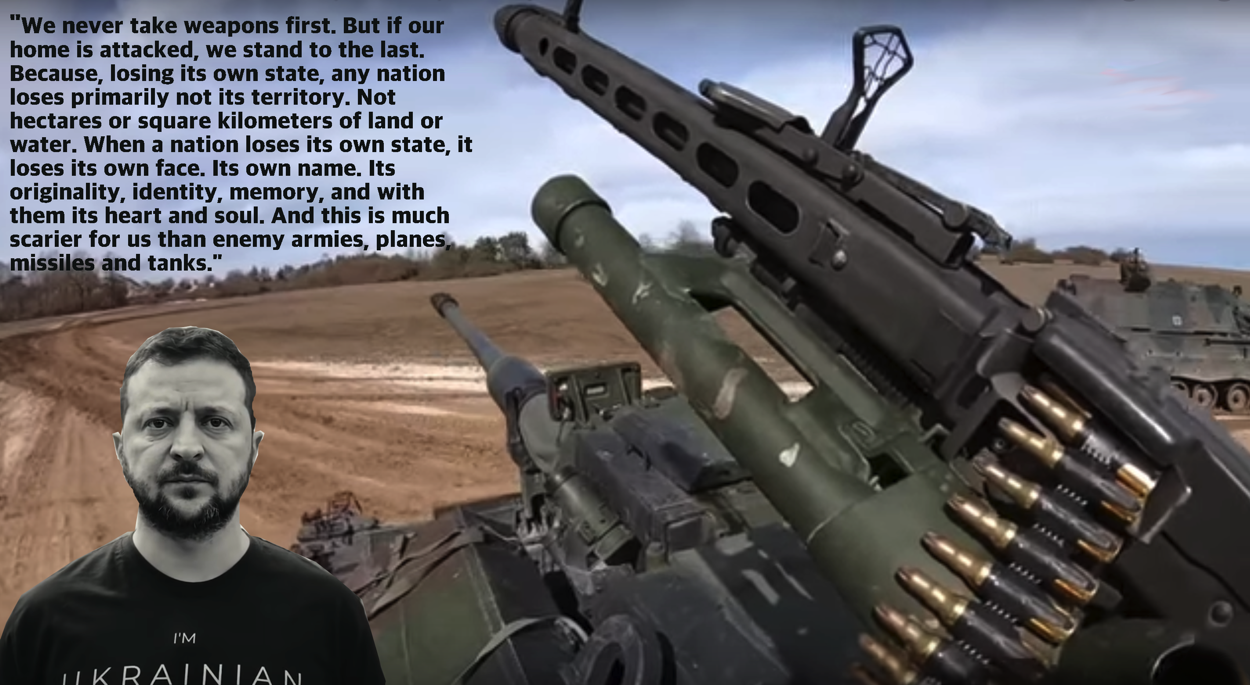 "We never take weapons first. But if our
home is attacked, we stand to the last.
Because, losing its own state, any nation
loses primarily not its territory. Not
hectares or square kilometers of land or
water. When a nation loses its own state, it
loses its own face. Its own name. Its
originality, identity, memory, and with
them its heart and soul. And this is much
scarier for us than enemy armies, planes,
missiles and tanks."
I'M
UKRAINIAN